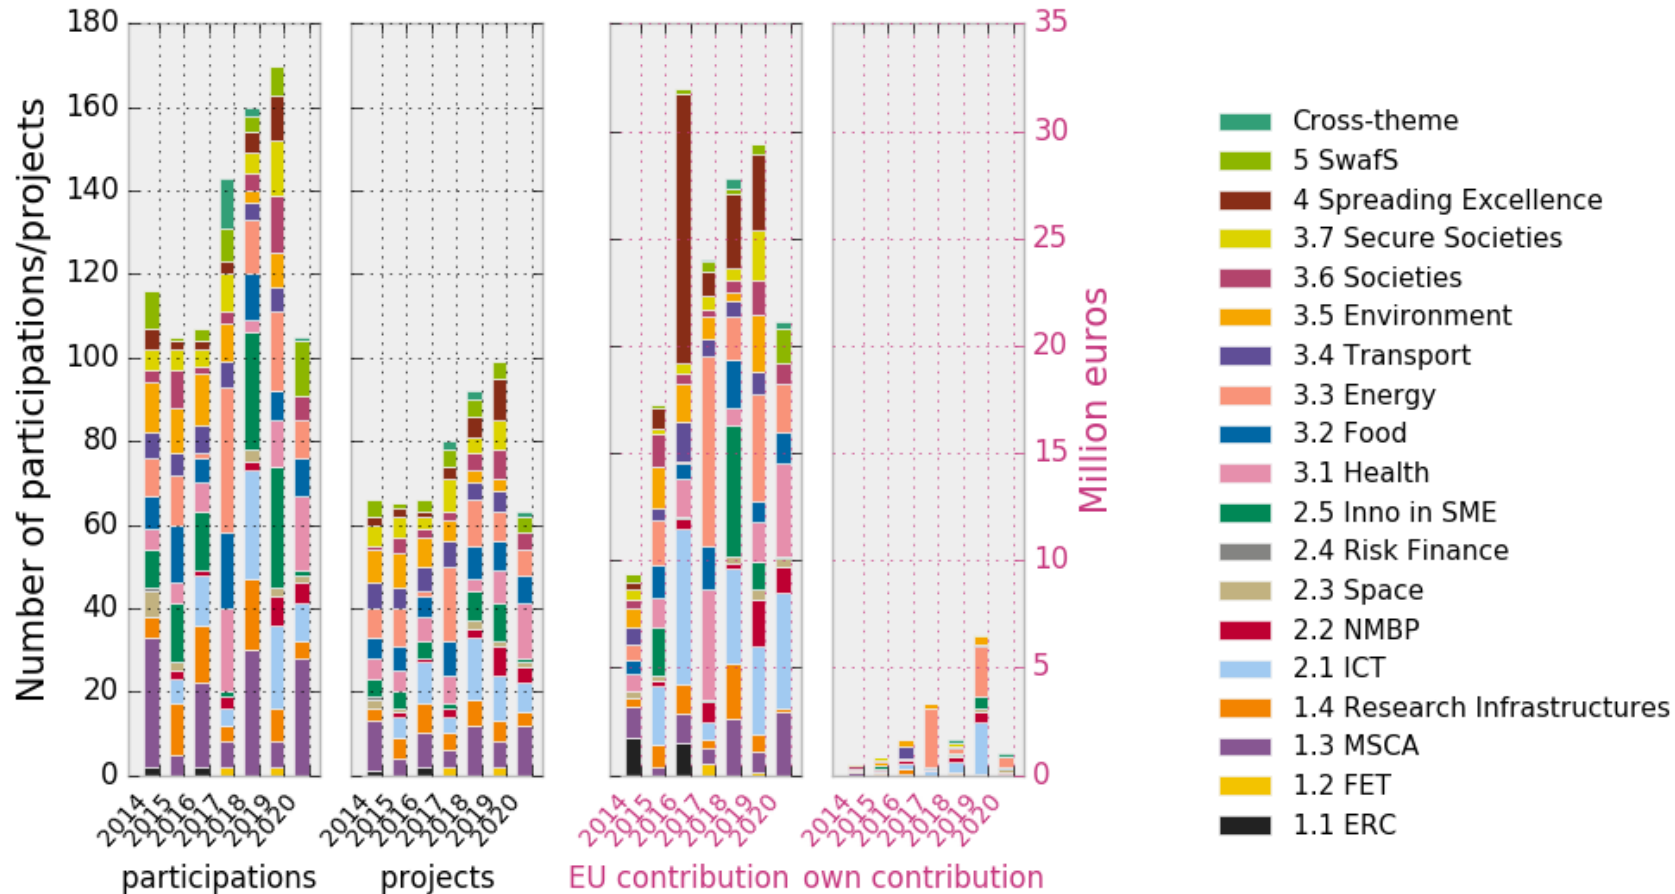 Number of participations/projects
180
160
140
120
100
80
60
40
20
0
2014
2015
2016
2017
2018
2019
2020
participations
2014
2015
2016
2017
2018
2019
2020
projects
2014
2015
2016
2017
2018
2019
2020
EU contribution
2014
2015
2016
2017
2018
2019
2020
own contribution
35
30
25
20
15
10
5
0
Million euros
Cross-theme
5 SwafS
4 Spreading Excellence
3.7 Secure Societies
3.6 Societies
3.5 Environment
3.4 Transport
3.3 Energy
3.2 Food
3.1 Health
2.5 Inno in SME
2.4 Risk Finance
2.3 Space
2.2 NMBP
2.1 ICT
1.4 Research Infrastructures
1.3 MSCA
1.2 FET
1.1 ERC